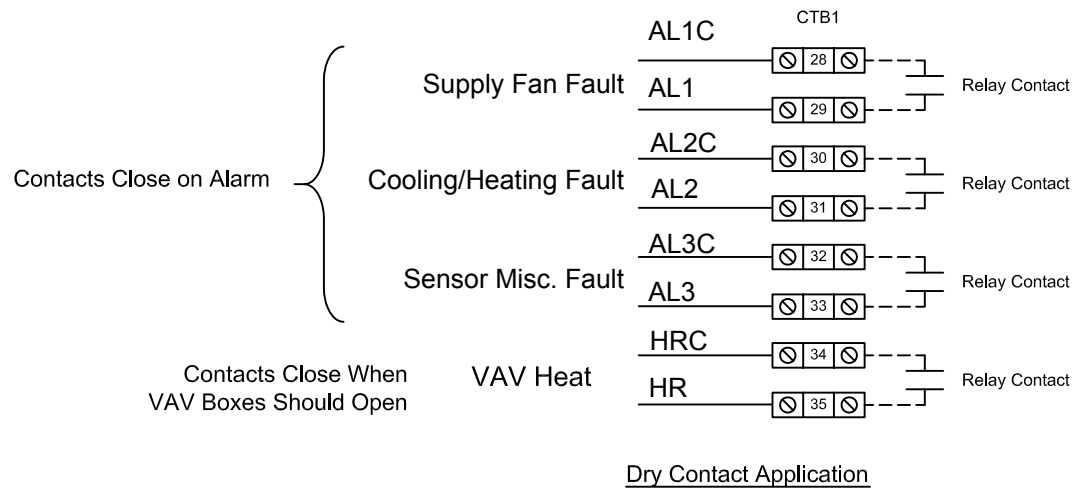 CTB1
AL1C
28
Supply Fan Fault
AL1
29
Relay Contact
AL2C
30
Contacts Close on Alarm
Cooling/Heating Fault
AL2
31
Relay Contact
AL3C
32
Sensor Misc. Fault
AL3
33
Relay Contact
HRC
34
Contacts Close When
VAV Boxes Should Open
VAV Heat
HR
35
Relay Contact
Dry Contact Application